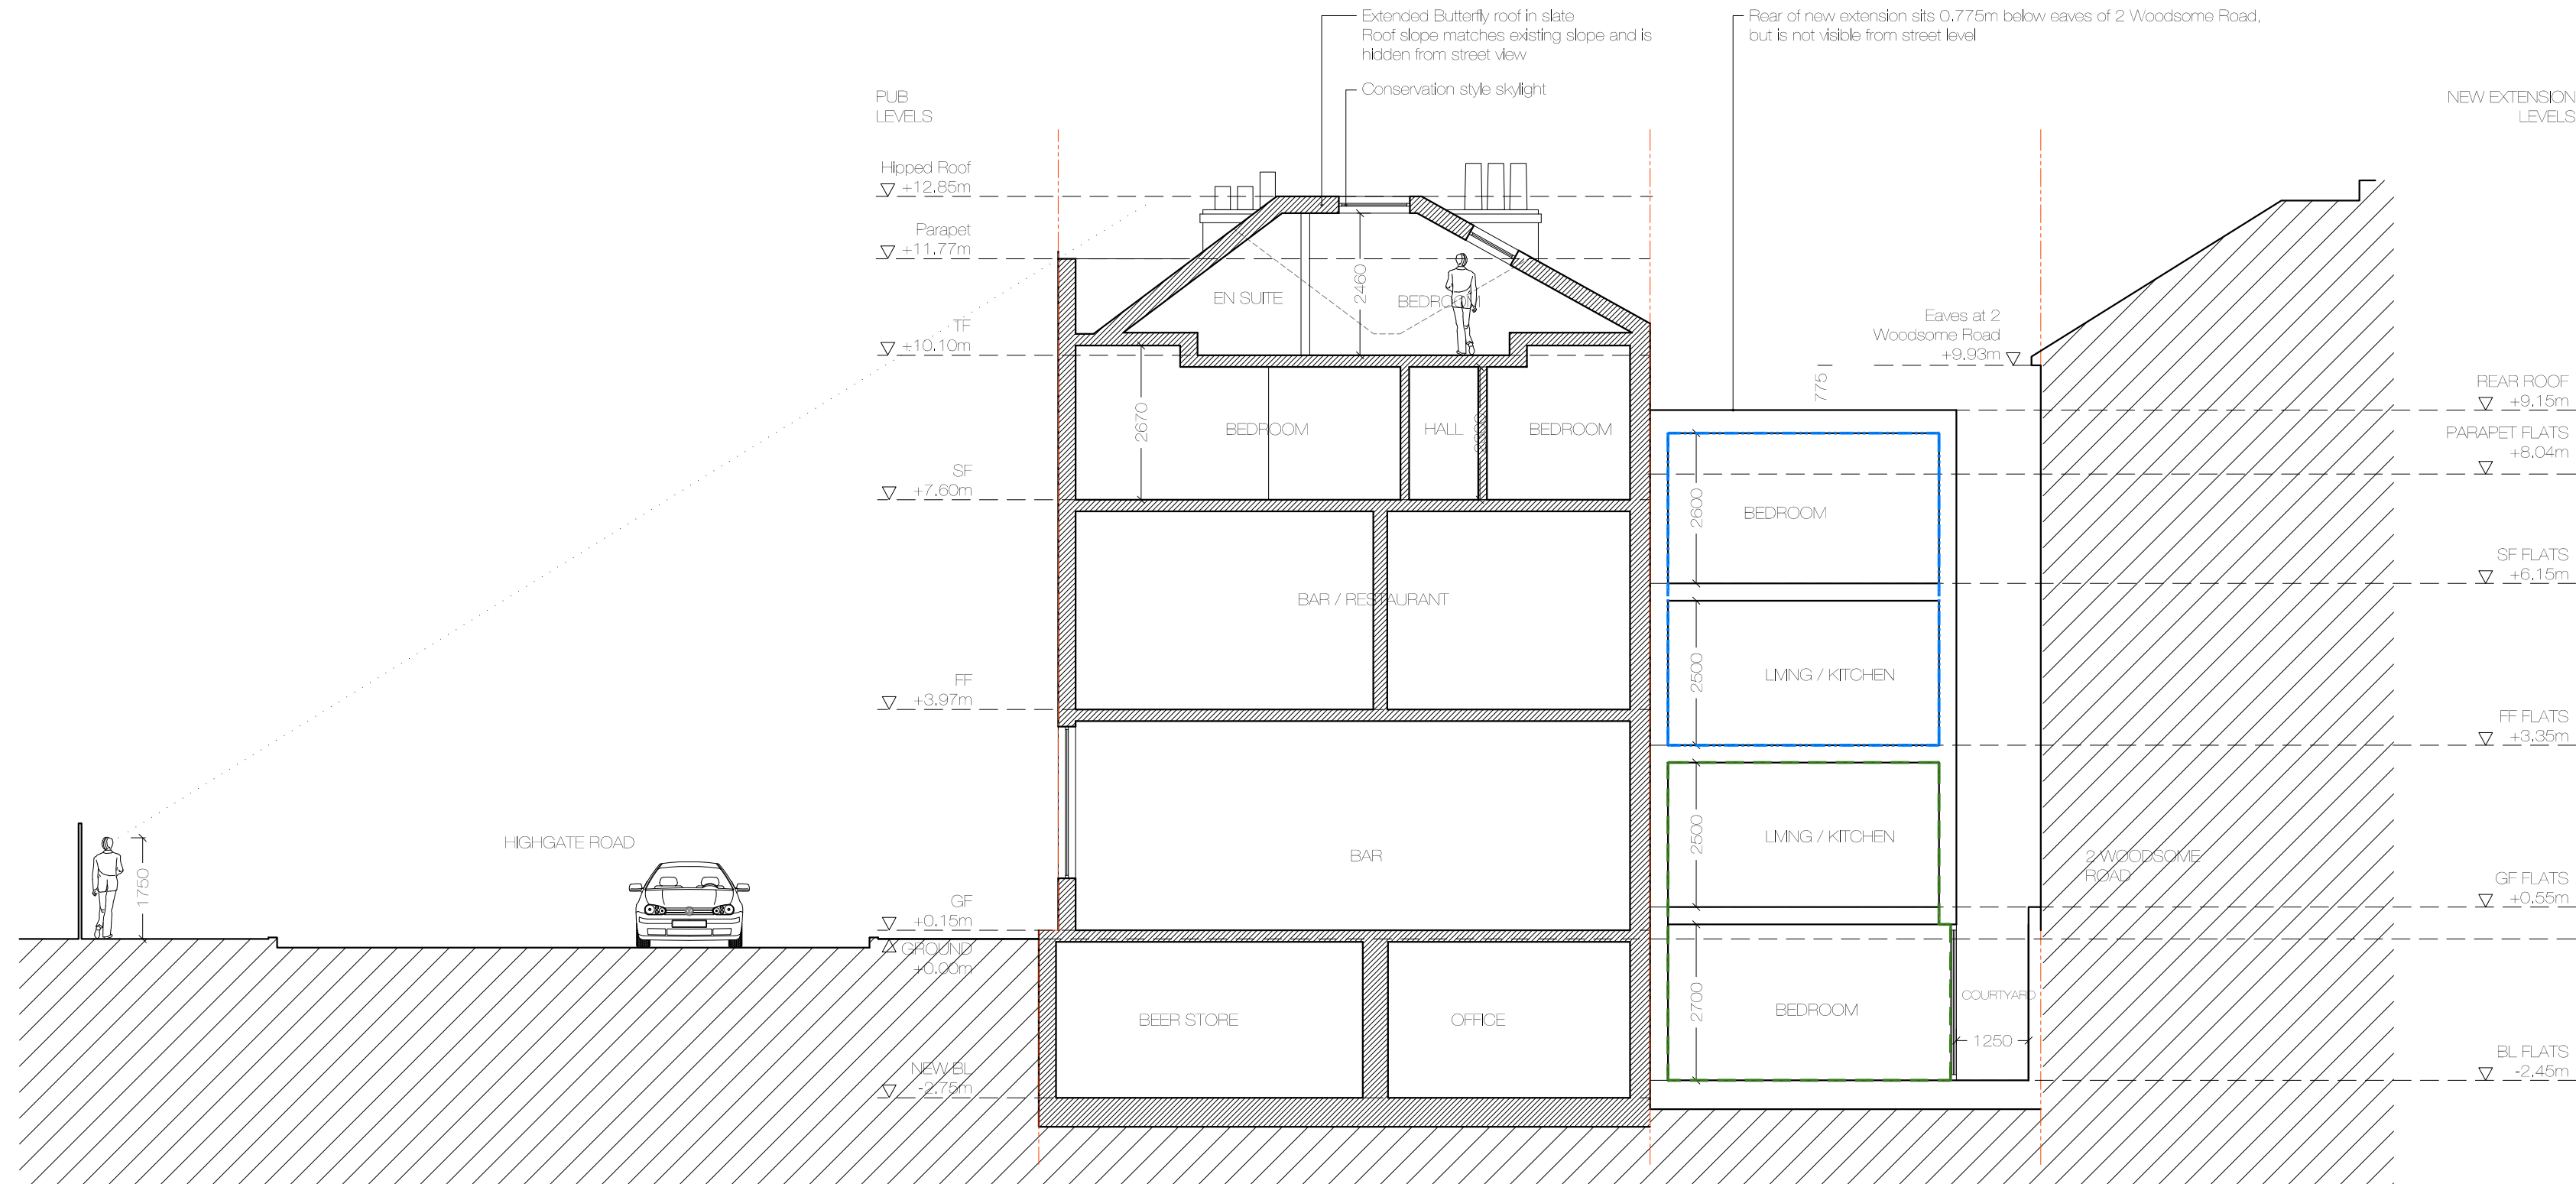 Extended Butterfly roof in slate
Roof slope matches existing slope and is
hidden from street view
Conservation style skylight
Rear of new extension sits 0.775m below eaves of 2 Woodsome Road,
but is not visible from street level
PUB
LEVELS
NEW EXTENSION
LEVELS
Hipped Roof
+12.85m
Parapet
+11.77m
TF
+10.10m
SF
+7.60m
FF
+3.97m
GF
+0.15m
GROUND
+0.00m
NEW BL
-2.75m
EN SUITE
2460
BEDROOM
2670
BEDROOM
HALL
BEDROOM
BAR / RESTAURANT
BAR
BEER STORE
OFFICE
HIGHGATE ROAD
1750
Eaves at 2
Woodsome Road
+9.93m
775
2600
BEDROOM
2500
LIVING / KITCHEN
2500
LIVING / KITCHEN
2700
BEDROOM
COURTYARD
1250
2 WOODSOME
ROAD
REAR ROOF
+9.15m
PARAPET FLATS
+8.04m
SF FLATS
+6.15m
FF FLATS
+3.35m
GF FLATS
+0.55m
BL FLATS
-2.45m